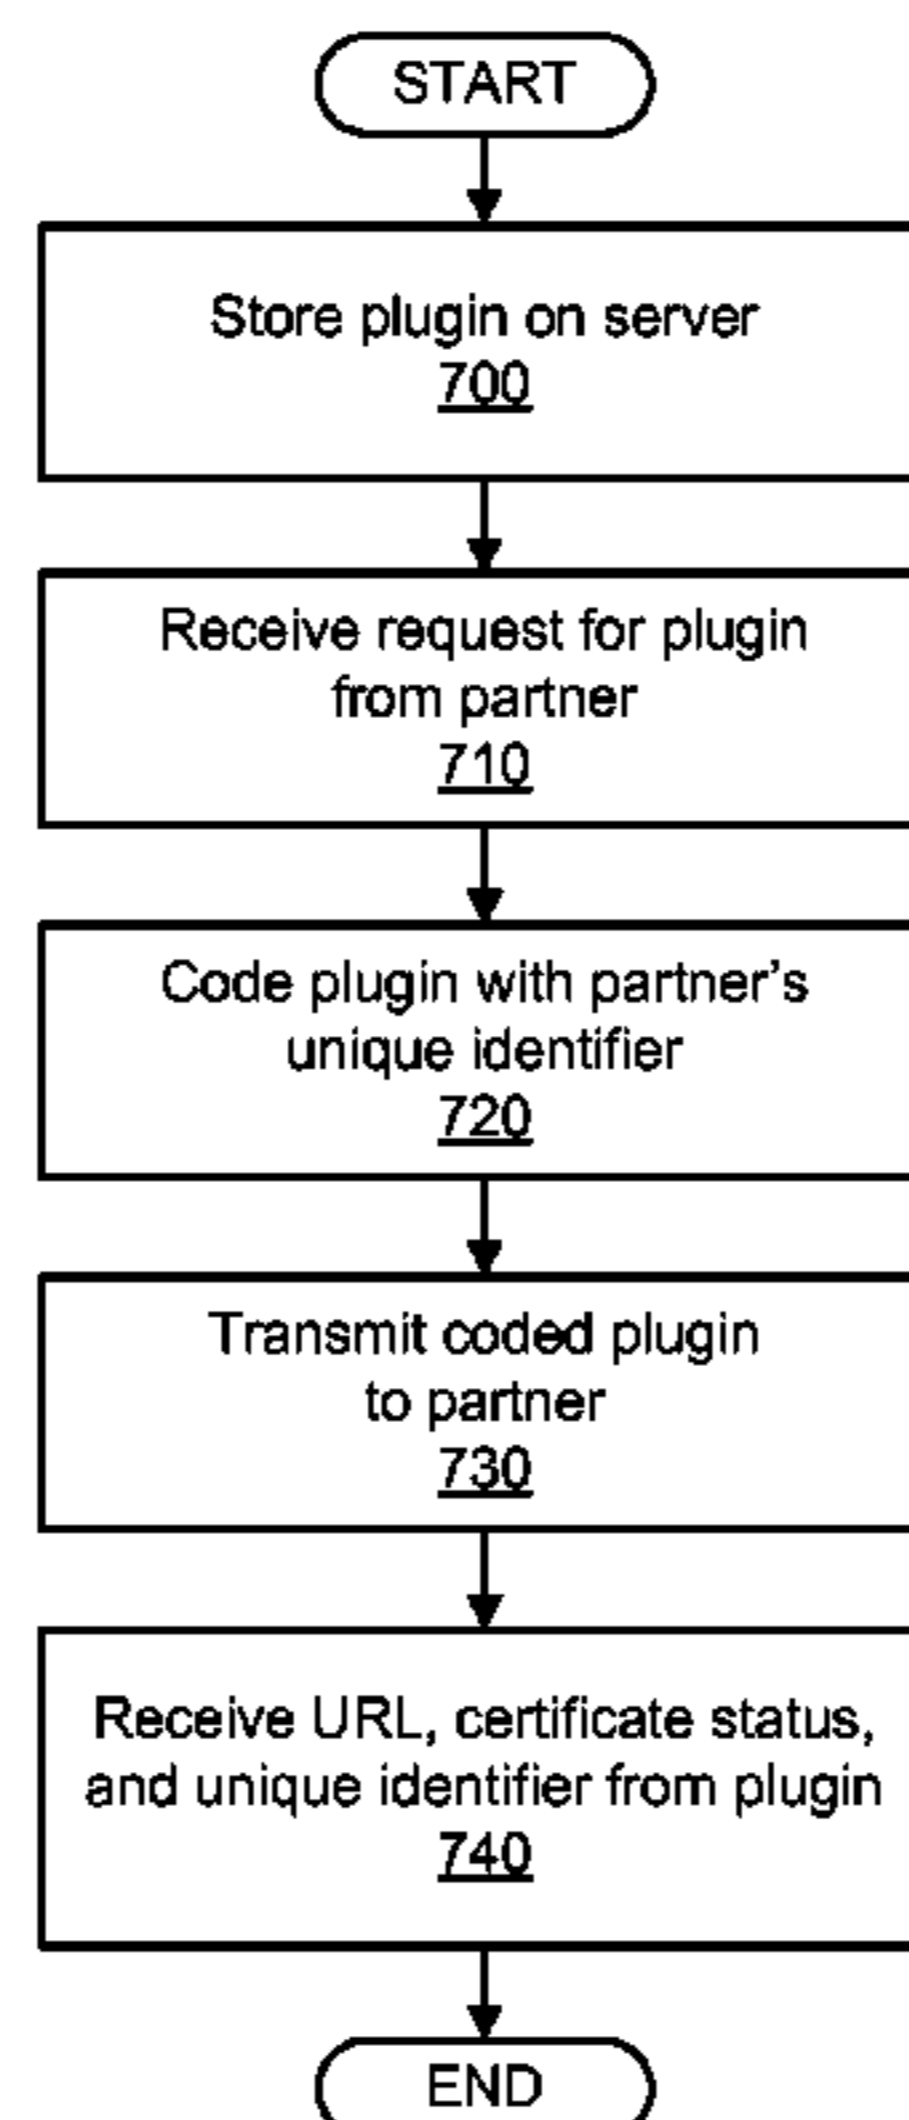 START
Store plugin on server
700
Receive request for plugin
from partner
710
Code plugin with partner's
unique identifier
720
Transmit coded plugin
to partner
730
Receive URL, certificate status,
and unique identifier from plugin
740
END